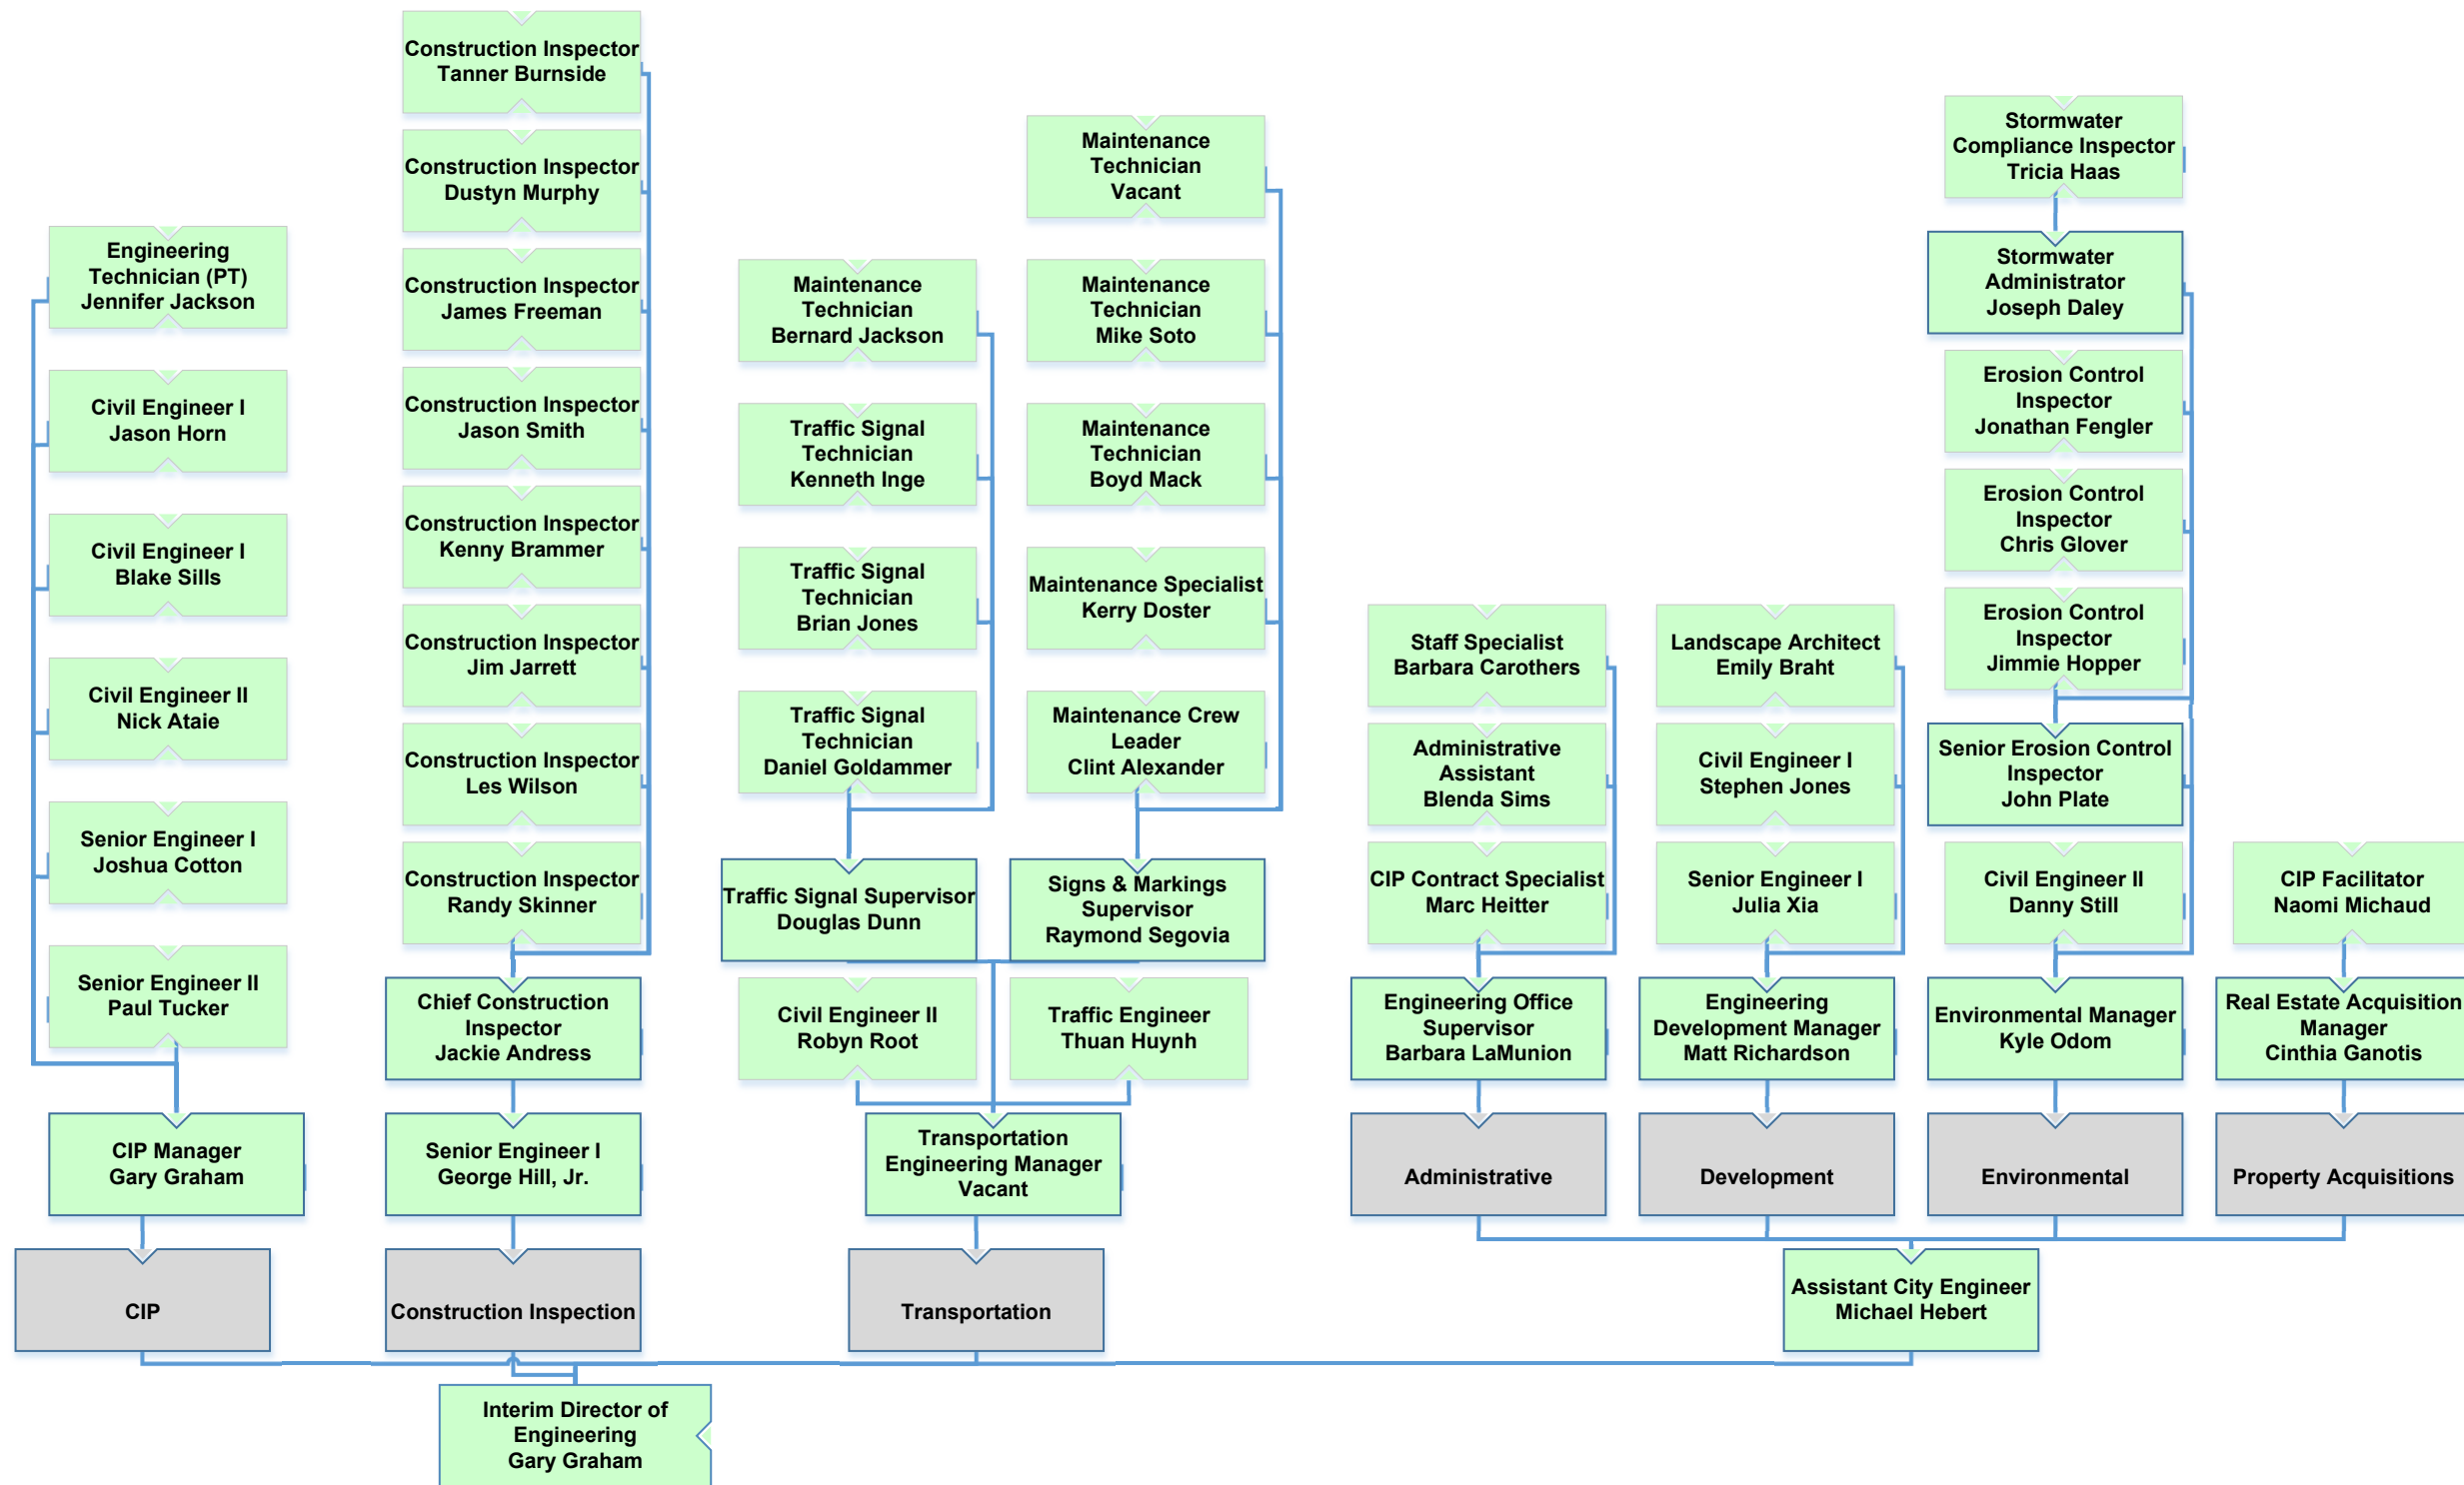 Construction Inspector
Tanner Burnside
Construction Inspector
Dustyn Murphy
Construction Inspector
James Freeman
Construction Inspector
Jason Smith
Construction Inspector
Kenny Brammer
Construction Inspector
Jim Jarrett
Construction Inspector
Les Wilson
Construction Inspector
Randy Skinner
Chief Construction
Inspector
Jackie Andress
Senior Engineer I
George Hill, Jr.
Construction Inspection
Engineering
Technician (PT)
Jennifer Jackson
Civil Engineer I
Jason Horn
Civil Engineer I
Blake Sills
Civil Engineer II
Nick Ataie
Senior Engineer I
Joshua Cotton
Senior Engineer II
Paul Tucker
CIP Manager
Gary Graham
CIP
Maintenance
Technician
Bernard Jackson
Traffic Signal
Technician
Kenneth Inge
Traffic Signal
Technician
Brian Jones
Traffic Signal
Technician
Daniel Goldammer
Traffic Signal Supervisor
Douglas Dunn
Maintenance
Technician
Vacant
Maintenance
Technician
Mike Soto
Maintenance
Technician
Boyd Mack
Maintenance Specialist
Kerry Doster
Maintenance Crew
Leader
Clint Alexander
Signs & Markings
Supervisor
Raymond Segovia
Civil Engineer II
Robyn Root
Traffic Engineer
Thuan Huynh
Transportation
Engineering Manager
Vacant
Transportation
Staff Specialist
Barbara Carothers
Administrative
Assistant
Blenda Sims
CIP Contract Specialist
Marc Heitter
Engineering Office
Supervisor
Barbara LaMunion
Administrative
Landscape Architect
Emily Braht
Civil Engineer I
Stephen Jones
Senior Engineer I
Julia Xia
Engineering
Development Manager
Matt Richardson
Development
Stormwater
Compliance Inspector
Tricia Haas
Stormwater
Administrator
Joseph Daley
Erosion Control
Inspector
Jonathan Fengler
Erosion Control
Inspector
Chris Glover
Erosion Control
Inspector
Jimmie Hopper
Senior Erosion Control
Inspector
John Plate
Civil Engineer II
Danny Still
Environmental Manager
Kyle Odom
Environmental
CIP Facilitator
Naomi Michaud
Real Estate Acquisition
Manager
Cinthia Ganotis
Property Acquisitions
Assistant City Engineer
Michael Hebert
Interim Director of
Engineering
Gary Graham